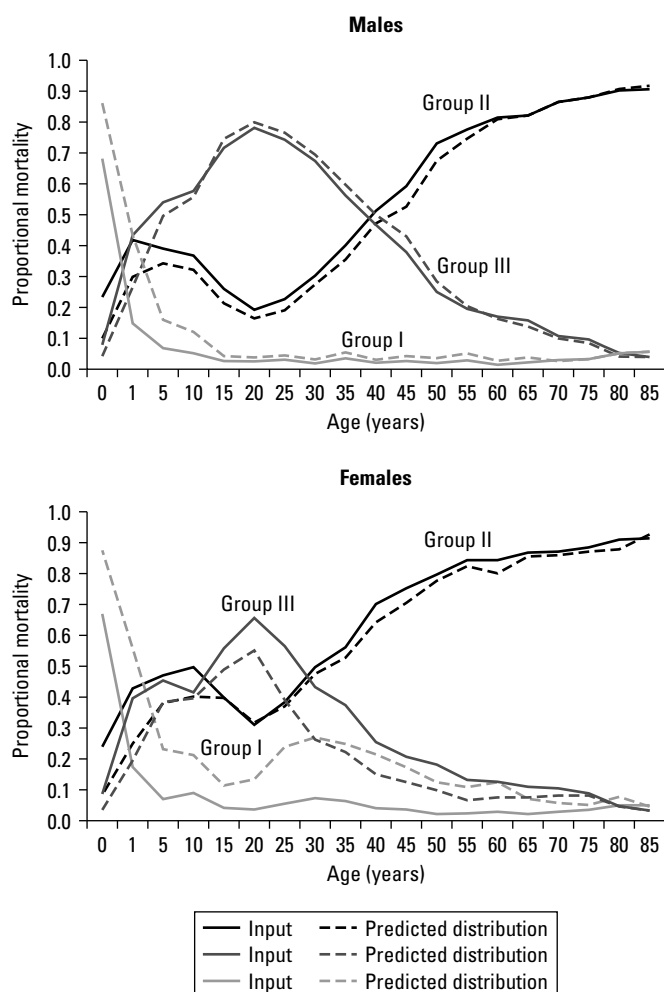 Males
Proportional mortality
1.0
0.9
0.8
0.7
0.6
0.5
0.4
0.3
0.2
0.1
0.0
Group II
Group III
Group I
0 1 5 10 15 20 25 30 35 40 45 50 55 60 65 70 75 80 85
Age (years)
Females
Proportional mortality
1.0
0.9
0.8
0.7
0.6
0.5
0.4
0.3
0.2
0.1
0.0
Group II
Group III
Group I
0 1 5 10 15 20 25 30 35 40 45 50 55 60 65 70 75 80 85
Age (years)
Input Predicted distribution
Input Predicted distribution
Input Predicted distribution